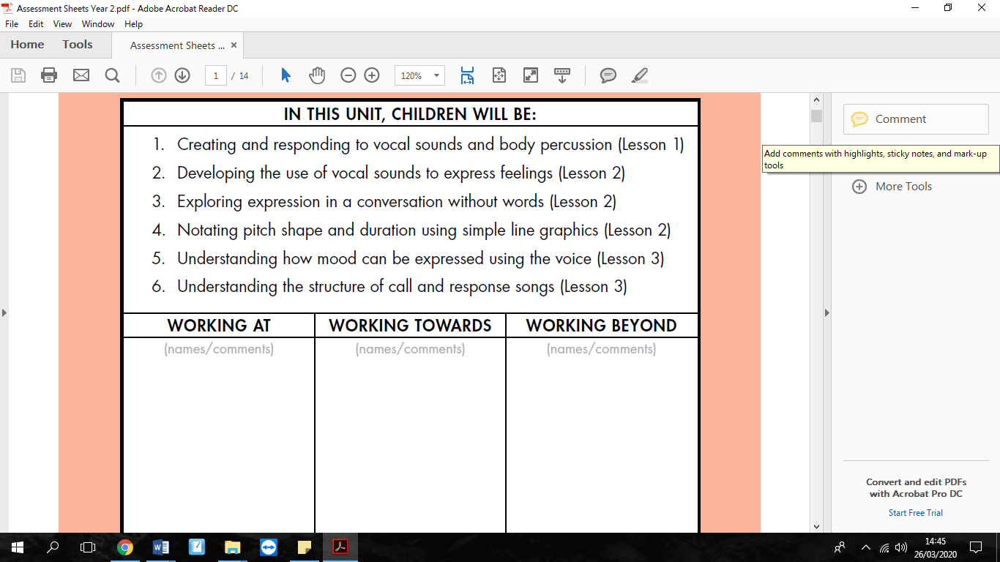 Assessment Sheets Year 2.pdf - Adobe Acrobat Reader DC
File Edit View Window Help
Home Tools Assessment Sheets ... ×
1 / 14 120%
IN THIS UNIT, CHILDREN WILL BE:
1. Creating and responding to vocal sounds and body percussion (Lesson 1)
2. Developing the use of vocal sounds to express feelings (Lesson 2)
3. Exploring expression in a conversation without words (Lesson 2)
4. Notating pitch shape and duration using simple line graphics (Lesson 2)
5. Understanding how mood can be expressed using the voice (Lesson 3)
6. Understanding the structure of call and response songs (Lesson 3)
WORKING AT WORKING TOWARDS WORKING BEYOND
(names/comments) (names/comments) (names/comments)
Comment
Add comments with highlights, sticky notes, and mark-up
tools
More Tools
Convert and edit PDFs
with Acrobat Pro DC
Start Free Trial
14:45
26/03/2020